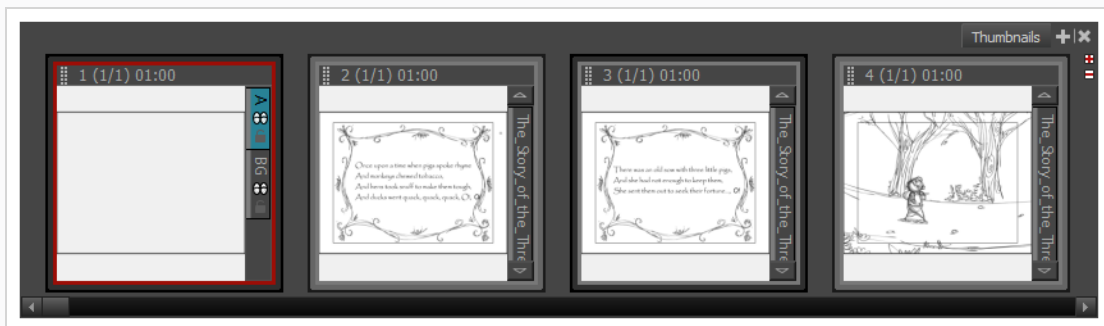 Thumbnails
1 (1/1) 01:00
2 (1/1) 01:00
3 (1/1) 01:00
4 (1/1) 01:00
A
BG
Once upon a time when pigs spoke rhyme
And monkeys chewed tobacco,
And hens took snuff to make them tough,
And ducks went quack, quack, quack, O!
The_Story_of_the_Thre
There was an old sow with three little pigs,
And she had not enough to keep them,
She sent them out to seek their fortune ... O!
The_Story_of_the_Thre
The_Story_of_the_Thre